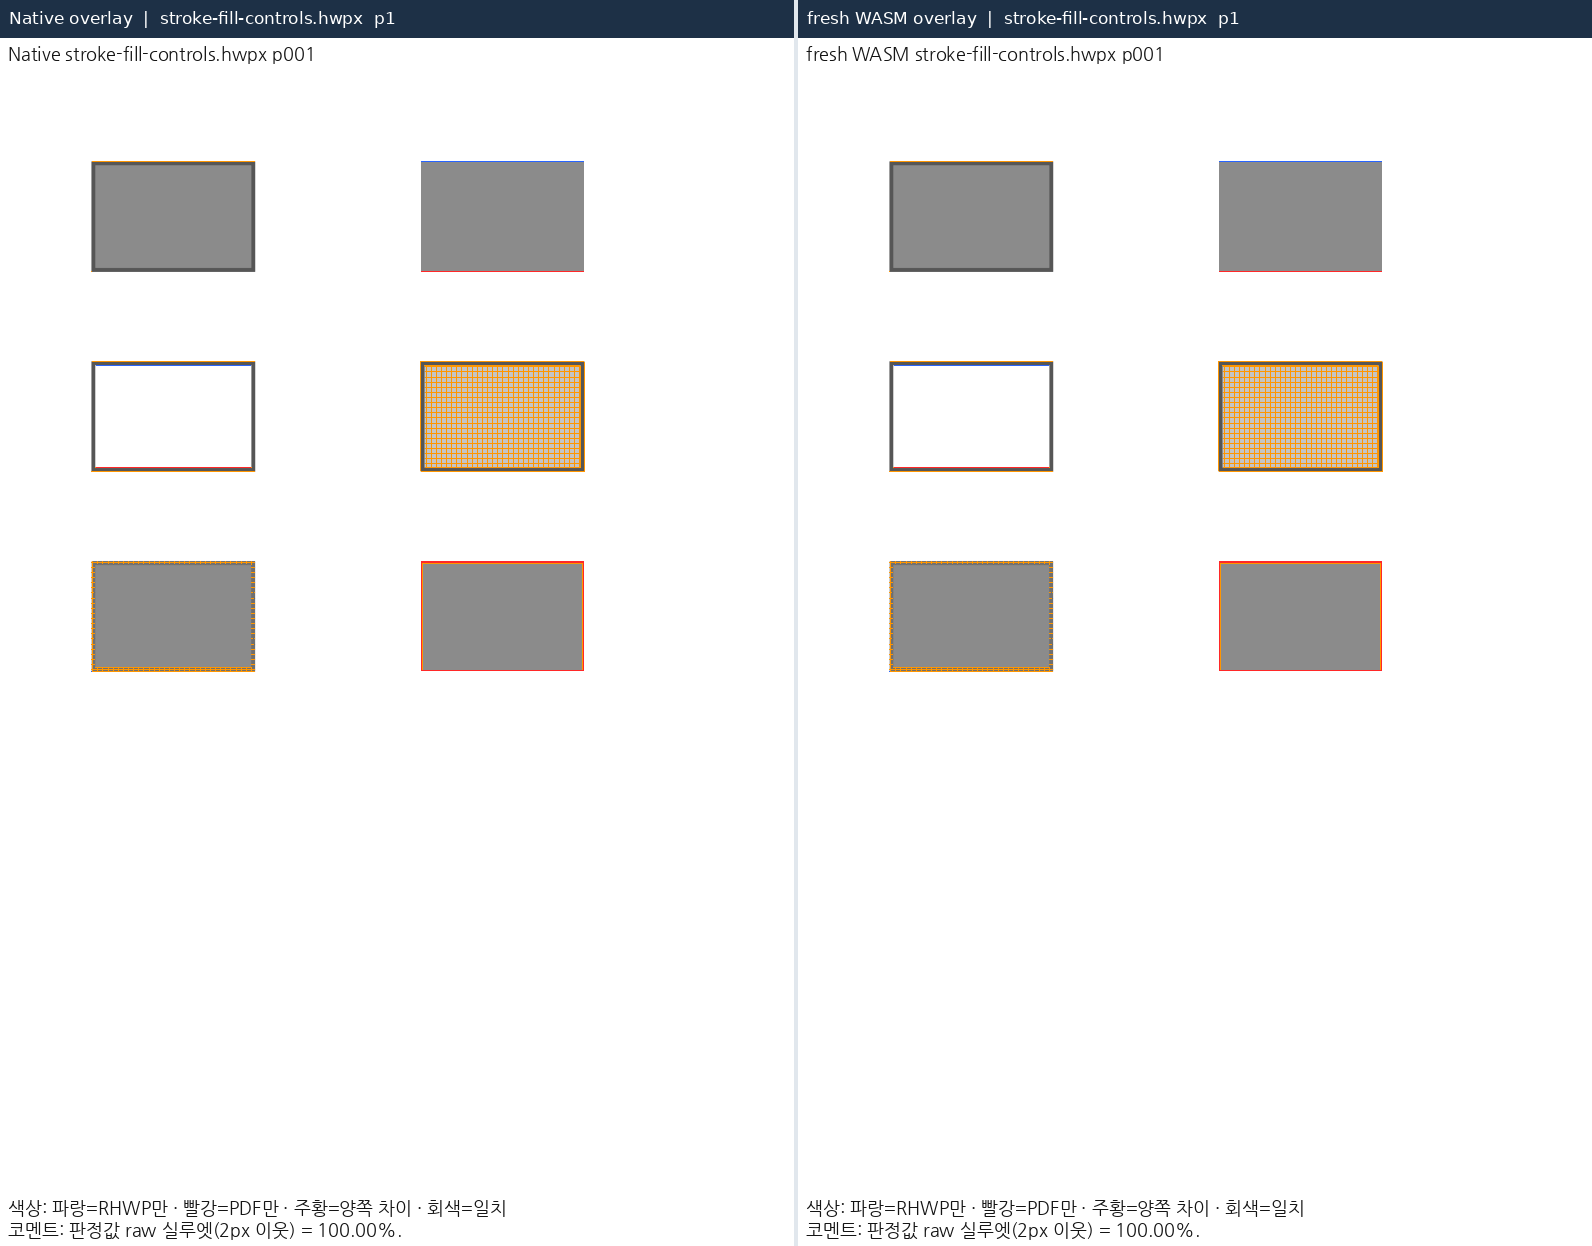 Native overlay | stroke-fill-controls.hwpx p1
Native stroke-fill-controls.hwpx p001
색상: 파랑=RHWP만 · 빨강=PDF만 · 주황=양쪽 차이 · 회색=일치
코멘트: 판정값 raw 실루엣(2px 이웃) = 100.00%.
fresh WASM overlay | stroke-fill-controls.hwpx p1
fresh WASM stroke-fill-controls.hwpx p001
색상: 파랑=RHWP만 · 빨강=PDF만 · 주황=양쪽 차이 · 회색=일치
코멘트: 판정값 raw 실루엣(2px 이웃) = 100.00%.